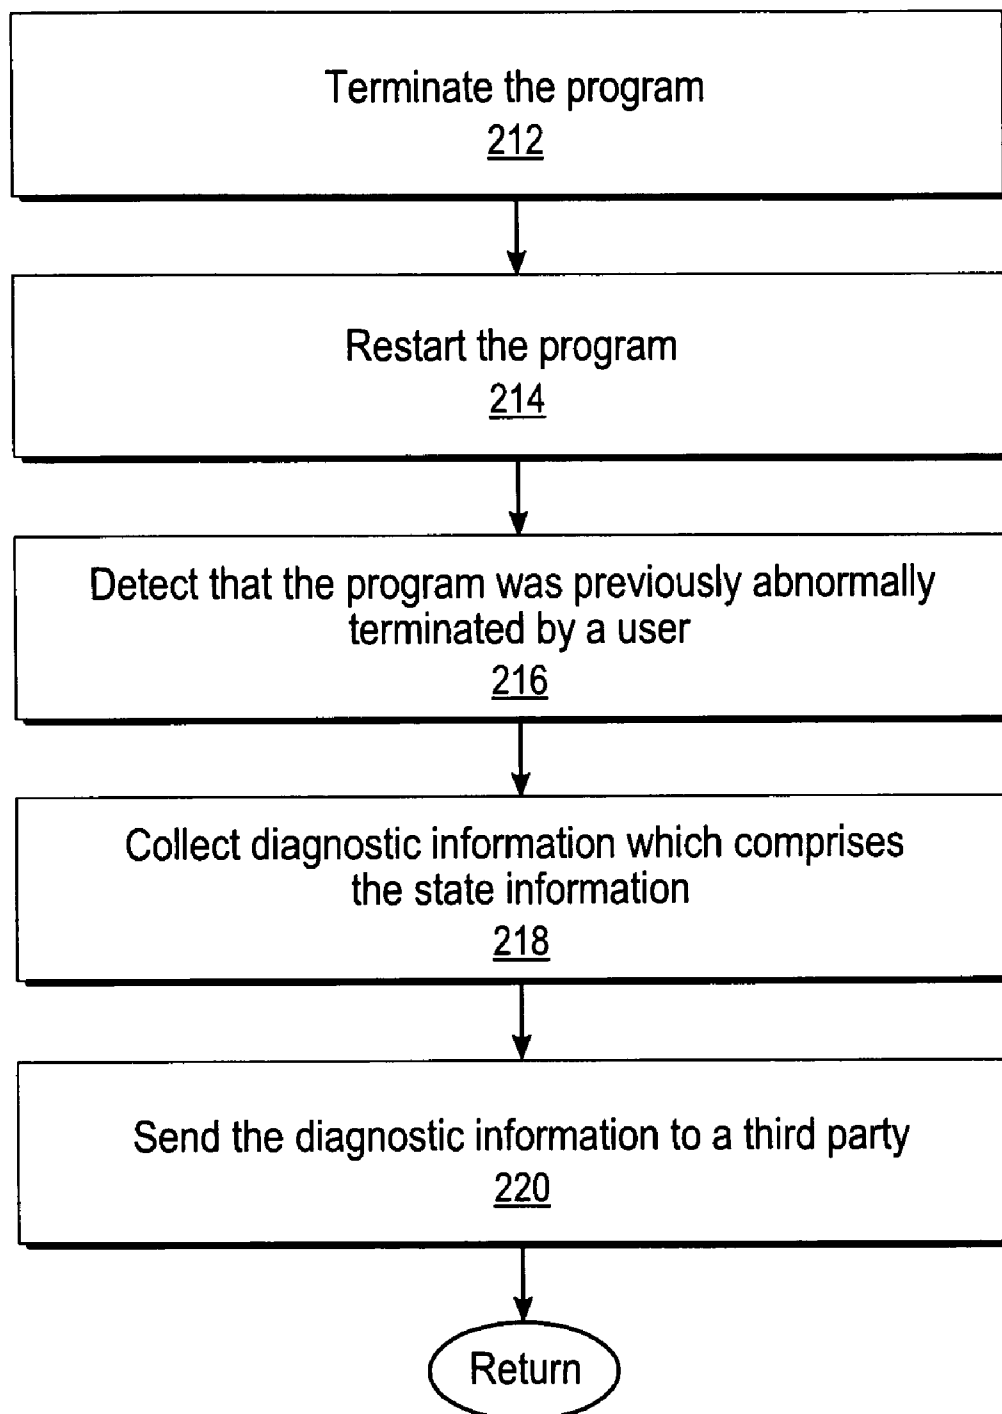 Terminate the program
212
Restart the program
214
Detect that the program was previously abnormally
terminated by a user
216
Collect diagnostic information which comprises
the state information
218
Send the diagnostic information to a third party
220
Return